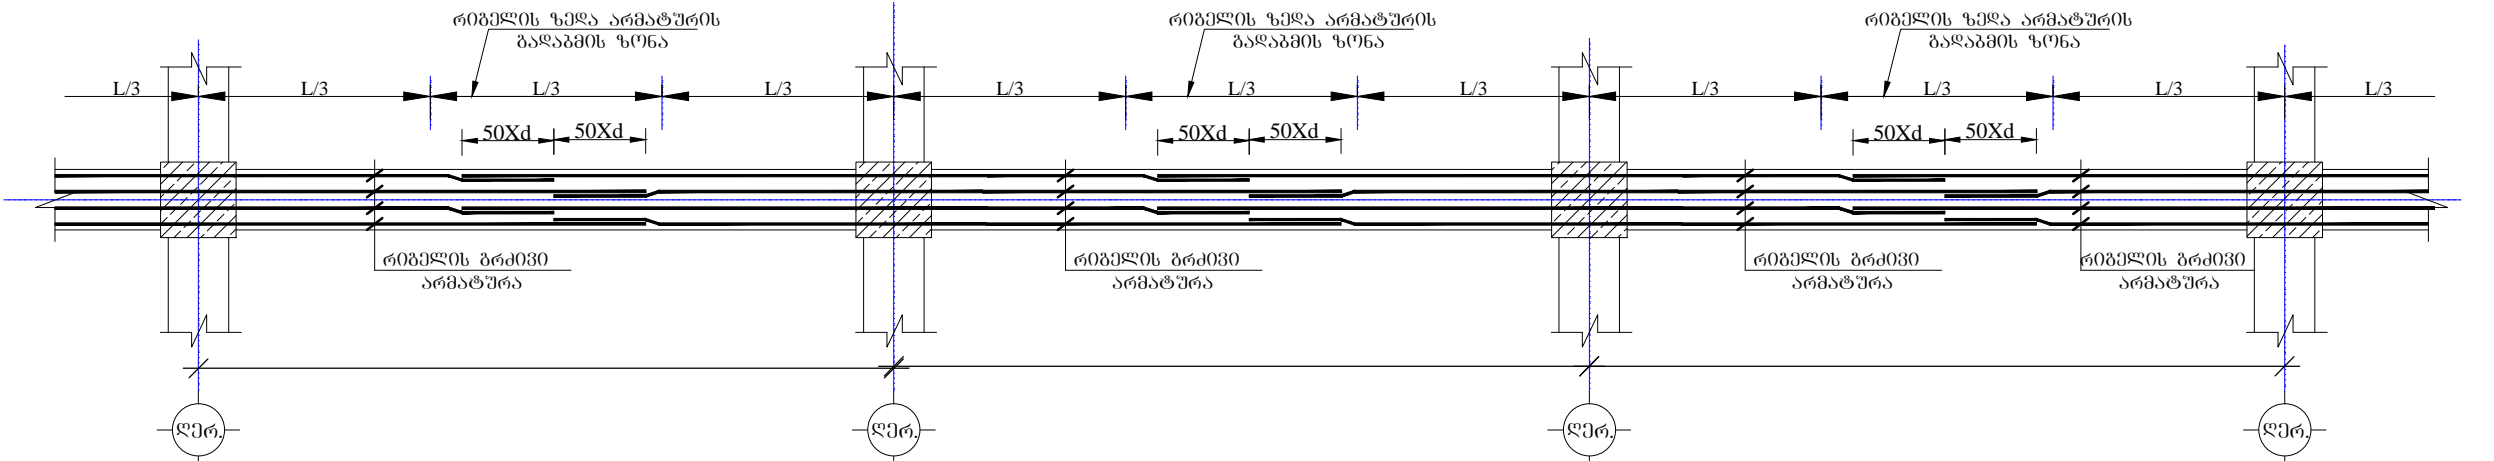 რიგელის ზედა არმატურის
გადაბმის ზონა
რიგელის ზედა არმატურის
გადაბმის ზონა
რიგელის ზედა არმატურის
გადაბმის ზონა
L/3 L/3 L/3 L/3 L/3 L/3 L/3 L/3 L/3 L/3 L/3
50Xd 50Xd 50Xd 50Xd 50Xd 50Xd
რიგელის გრძივი
არმატურა
რიგელის გრძივი
არმატურა
რიგელის გრძივი
არმატურა
რიგელის გრძივი
არმატურა
ღერ. ღერ. ღერ. ღერ.